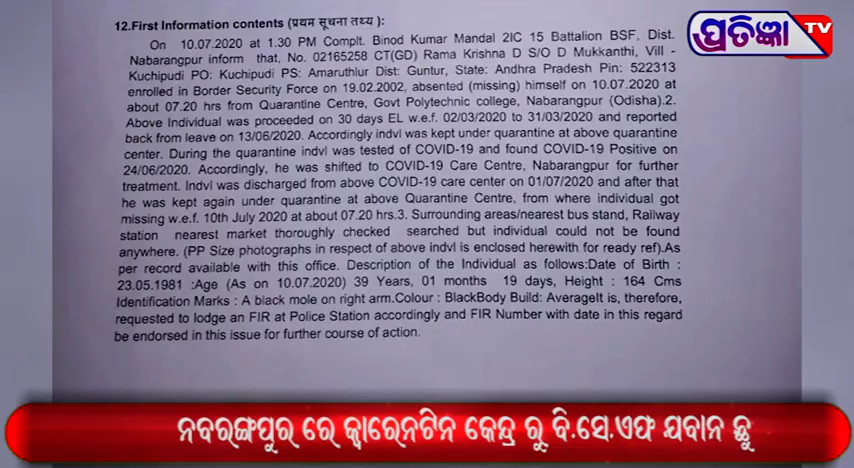 ପ୍ରତିଜ୍ଞା TV
12.First Information contents (प्रथम सूचना तथ्य ):
On 10.07.2020 at 1.30 PM Complt. Binod Kumar Mandal 2IC 15 Battalion BSF, Dist.
Nabarangpur inform that, No. 02165258 CT(GD) Rama Krishna D S/O D Mukkanthi, Vill -
Kuchipudi PO: Kuchipudi PS: Amaruthlur Dist: Guntur, State: Andhra Pradesh Pin: 522313
enrolled in Border Security Force on 19.02.2002, absented (missing) himself on 10.07.2020 at
about 07.20 hrs from Quarantine Centre, Govt Polytechnic college, Nabarangpur (Odisha).2.
Above Individual was proceeded on 30 days EL w.e.f. 02/03/2020 to 31/03/2020 and reported
back from leave on 13/06/2020. Accordingly indvl was kept under quarantine at above quarantine
center. During the quarantine indvl was tested of COVID-19 and found COVID-19 Positive on
24/06/2020. Accordingly, he was shifted to COVID-19 Care Centre, Nabarangpur for further
treatment. Indvl was discharged from above COVID-19 care center on 01/07/2020 and after that
he was kept again under quarantine at above Quarantine Centre, from where individual got
missing w.e.f. 10th July 2020 at about 07.20 hrs.3. Surrounding areas/nearest bus stand, Railway
station nearest market thoroughly checked searched but individual could not be found
anywhere. (PP Size photographs in respect of above indvl is enclosed herewith for ready ref).As
per record available with this office. Description of the Individual as follows:Date of Birth :
23.05.1981 :Age (As on 10.07.2020) 39 Years, 01 months 19 days, Height : 164 Cms
Identification Marks : A black mole on right arm.Colour : BlackBody Build: AverageIt is, therefore,
requested to lodge an FIR at Police Station accordingly and FIR Number with date in this regard
be endorsed in this issue for further course of action.
ନବରଙ୍ଗପୁର ରେ କ୍ୱାରେନଟିନ କେନ୍ଦ୍ର ରୁ ବି.ସେ.ଏଫ ଯବାନ ଛୁ